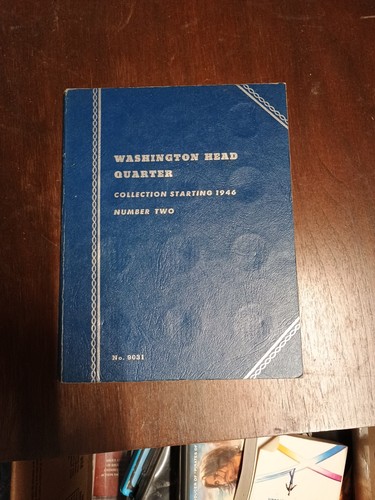 WASHINGTON HEAD
QUARTER
COLLECTION STARTING 1946
NUMBER TWO
No. 9031